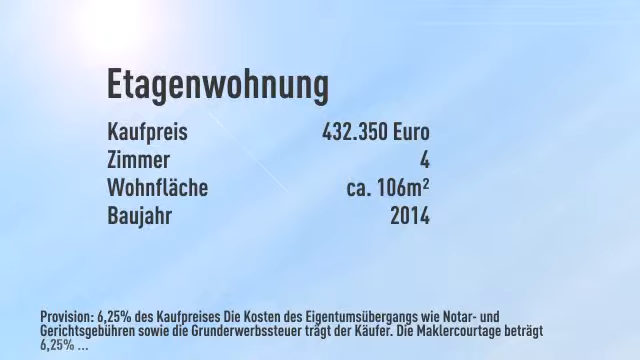 Etagenwohnung
Kaufpreis 432.350 Euro
Zimmer 4
Wohnfläche ca. 106m²
Baujahr 2014
Provision: 6,25% des Kaufpreises Die Kosten des Eigentumsübergangs wie Notar- und
Gerichtsgebühren sowie die Grunderwerbssteuer trägt der Käufer. Die Maklercourtage beträgt
6,25% ...